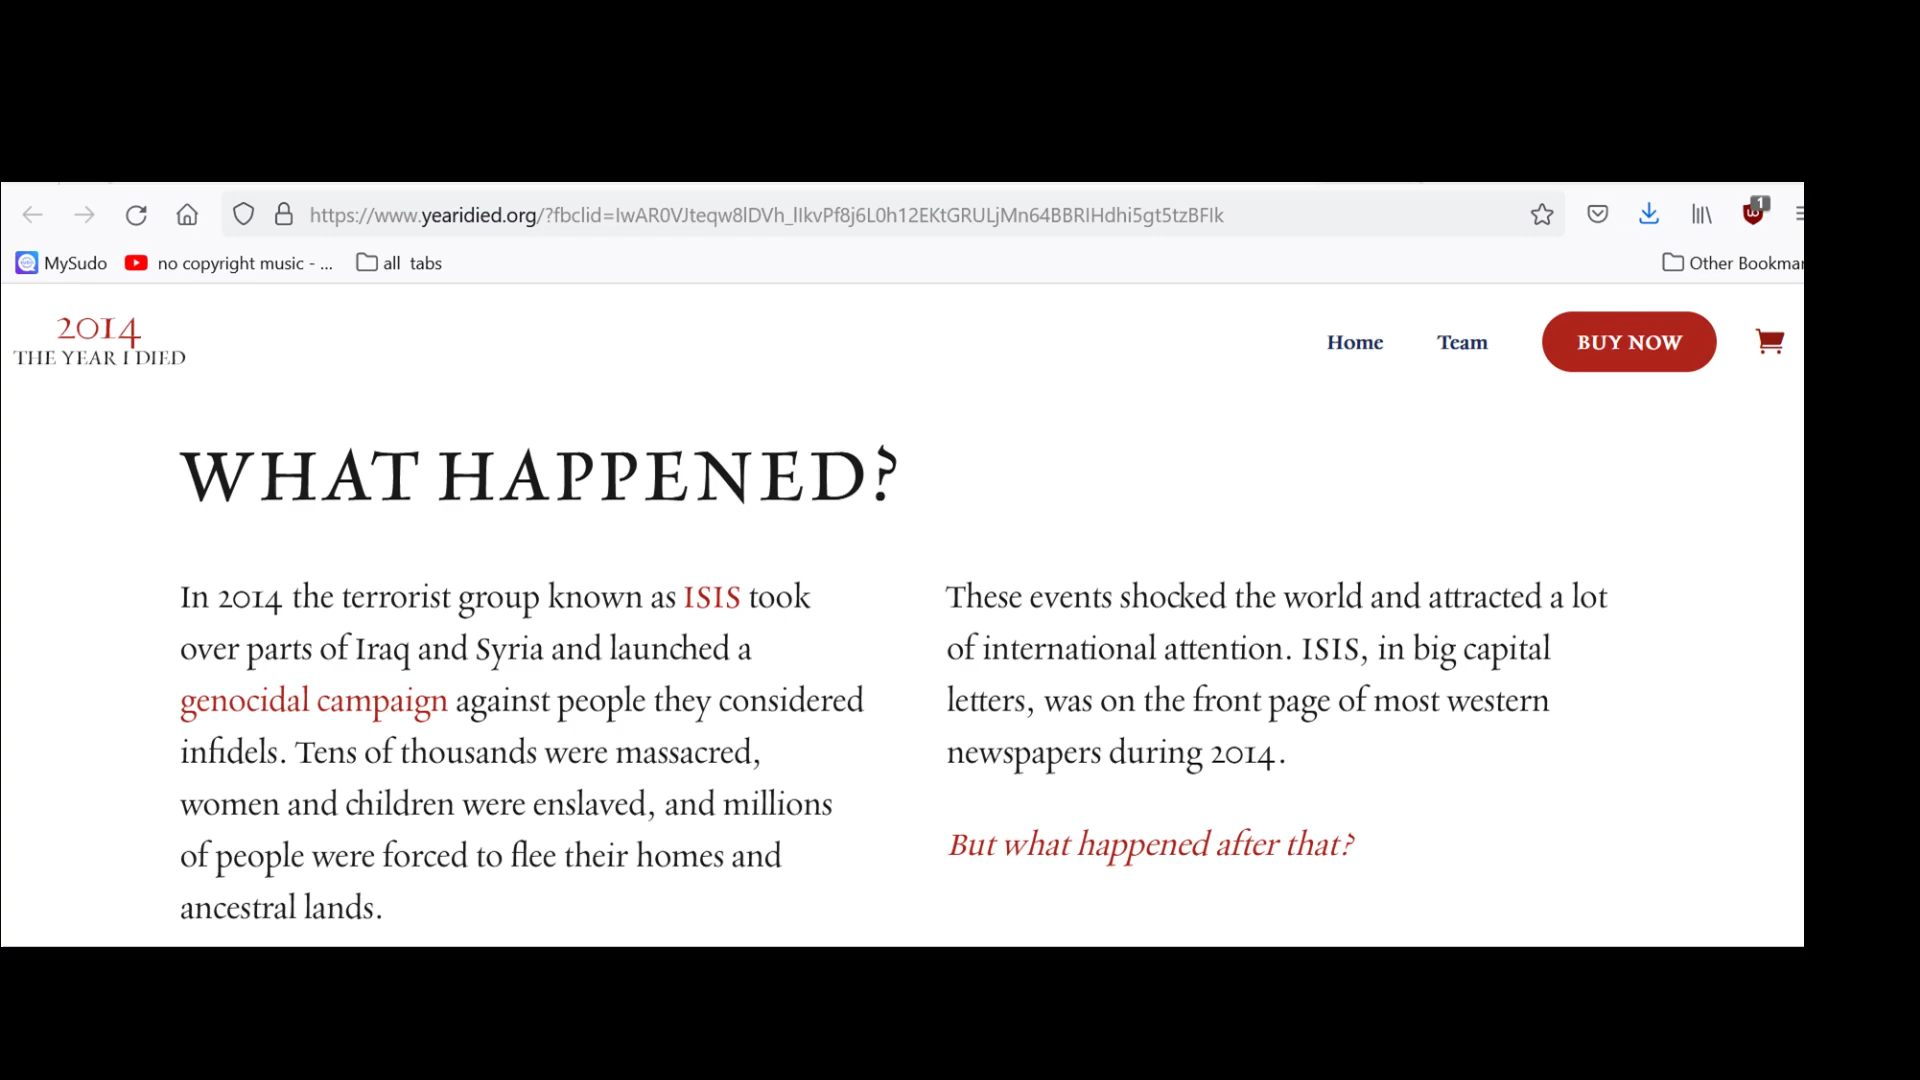 https://www.yearidied.org/?fbclid=IwAR0VJteqw8lDVh_lIkvPf8j6L0h12EKtGRULjMn64BBRIHdhi5gt5tzBFIk
1
MySudo
no copyright music - ...
all tabs
Other Bookmar
2014
THE YEAR I DIED
Home
Team
BUY NOW
WHAT HAPPENED?
In 2014 the terrorist group known as ISIS took
over parts of Iraq and Syria and launched a
genocidal campaign against people they considered
infidels. Tens of thousands were massacred,
women and children were enslaved, and millions
of people were forced to flee their homes and
ancestral lands.
These events shocked the world and attracted a lot
of international attention. ISIS, in big capital
letters, was on the front page of most western
newspapers during 2014.
But what happened after that?